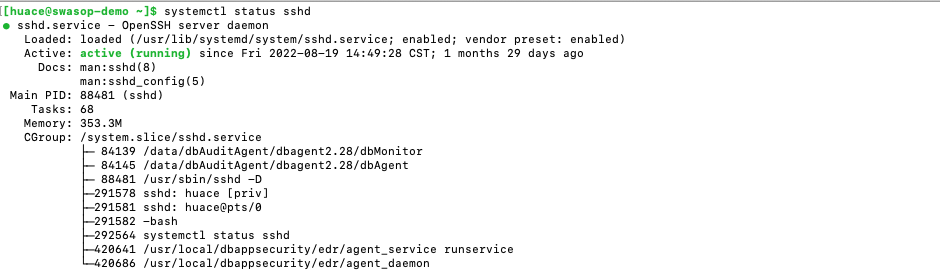 [[huace@swasop-demo ~]$ systemctl status sshd
● sshd.service - OpenSSH server daemon
   Loaded: loaded (/usr/lib/systemd/system/sshd.service; enabled; vendor preset: enabled)
   Active: active (running) since Fri 2022-08-19 14:49:28 CST; 1 months 29 days ago
     Docs: man:sshd(8)
           man:sshd_config(5)
 Main PID: 88481 (sshd)
    Tasks: 68
   Memory: 353.3M
   CGroup: /system.slice/sshd.service
           ├─ 84139 /data/dbAuditAgent/dbagent2.28/dbMonitor
           ├─ 84145 /data/dbAuditAgent/dbagent2.28/dbAgent
           ├─ 88481 /usr/sbin/sshd -D
           ├─291578 sshd: huace [priv]
           ├─291581 sshd: huace@pts/0
           ├─291582 -bash
           ├─292564 systemctl status sshd
           ├─420641 /usr/local/dbappsecurity/edr/agent_service runservice
           └─420686 /usr/local/dbappsecurity/edr/agent_daemon